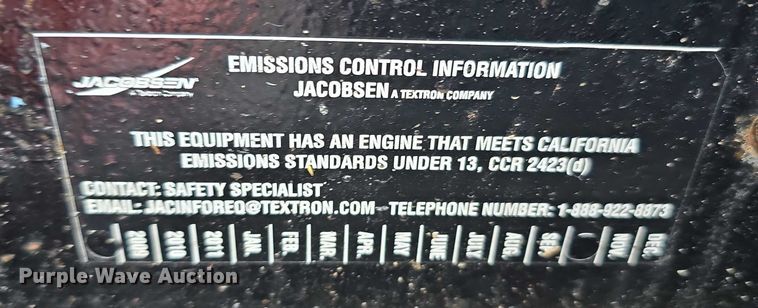 JACOBSEN
A Textron Company
EMISSIONS CONTROL INFORMATION
JACOBSEN A TEXTRON COMPANY
THIS EQUIPMENT HAS AN ENGINE THAT MEETS CALIFORNIA
EMISSIONS STANDARDS UNDER 13, CCR 2423(d)
CONTACT: SAFETY SPECIALIST
EMAIL: JACINFOREQ@TEXTRON.COM - TELEPHONE NUMBER: 1-888-922-8873
2009 2010 2011 JAN. FEB. MAR. APR. MAY JUNE JULY AUG. SEP. NOV. DEC.
Purple Wave Auction